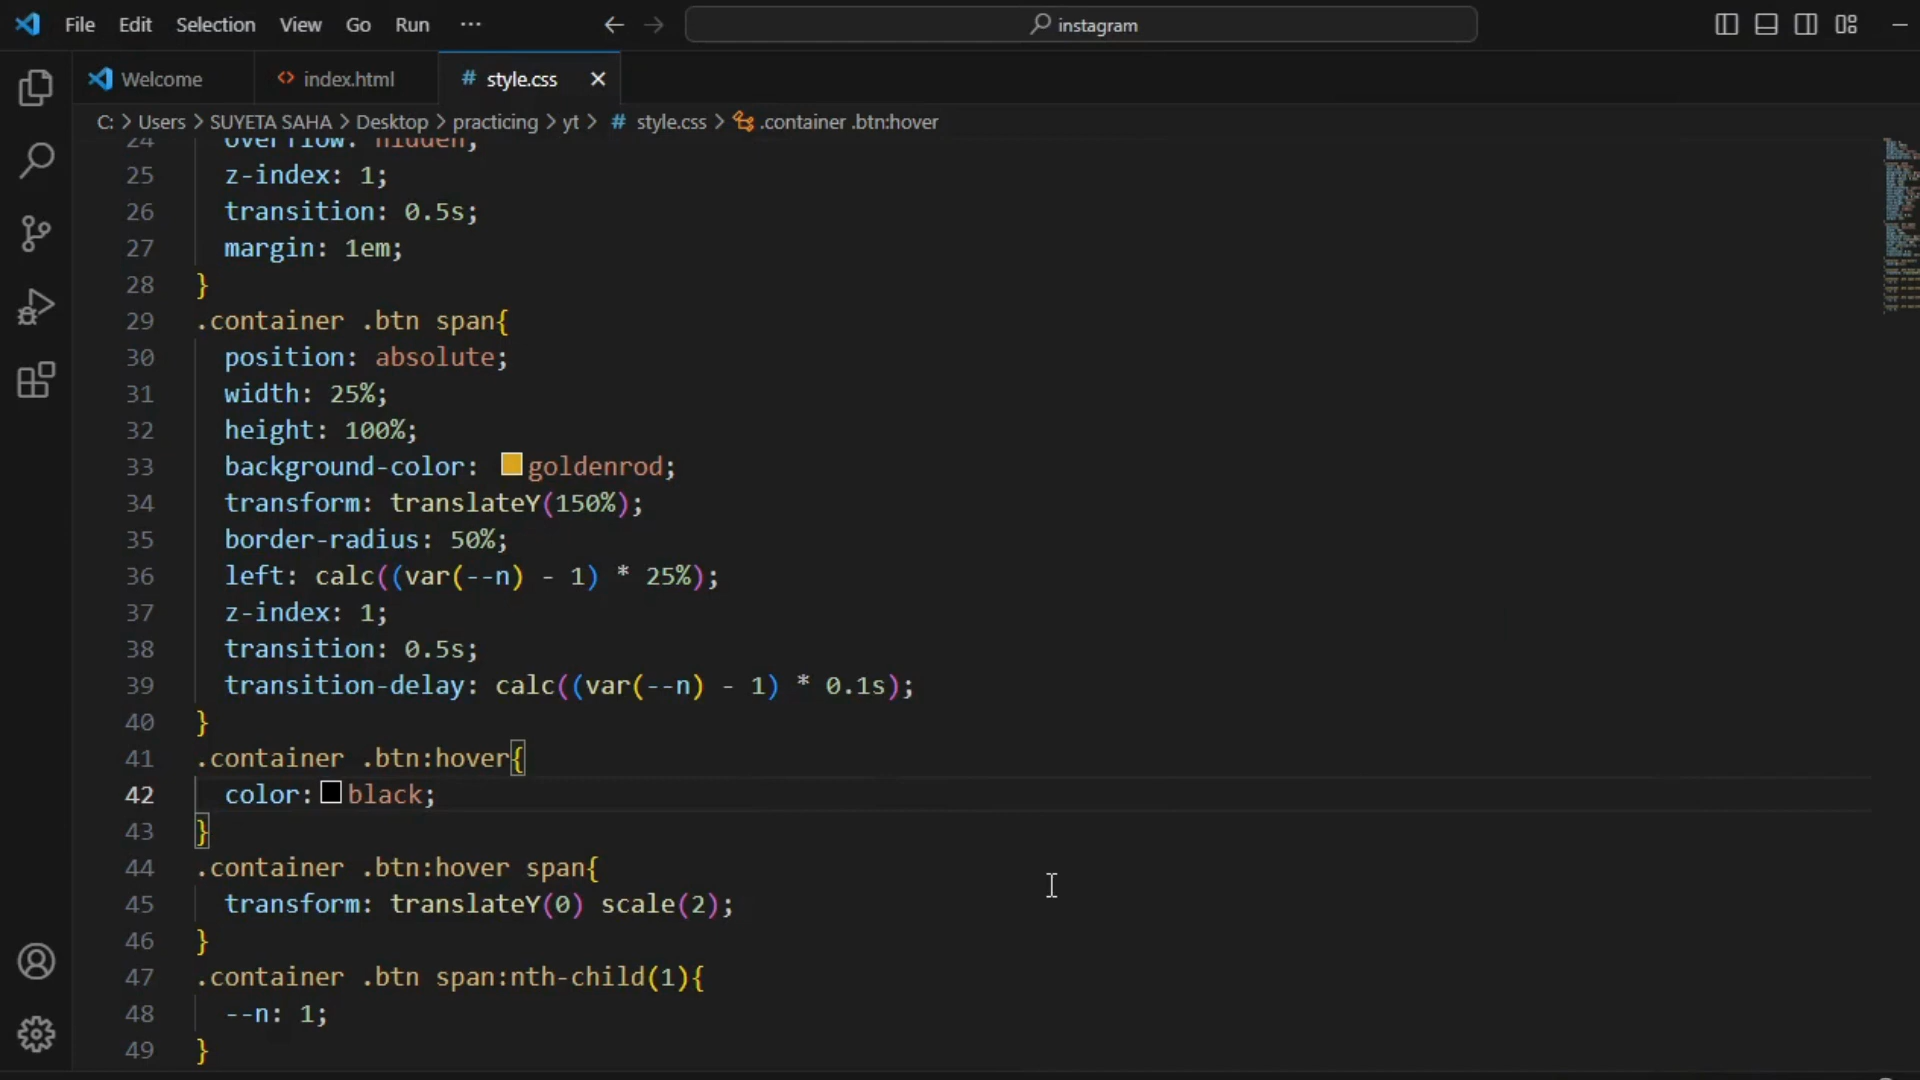 File Edit Selection View Go Run ···
instagram
Welcome index.html # style.css
C: > Users > SUYETA SAHA > Desktop > practicing > yt > # style.css > .container .btn:hover
24 overflow: hidden;
25 z-index: 1;
26 transition: 0.5s;
27 margin: 1em;
28 }
29 .container .btn span{
30 position: absolute;
31 width: 25%;
32 height: 100%;
33 background-color: goldenrod;
34 transform: translateY(150%);
35 border-radius: 50%;
36 left: calc((var(--n) - 1) * 25%);
37 z-index: 1;
38 transition: 0.5s;
39 transition-delay: calc((var(--n) - 1) * 0.1s);
40 }
41 .container .btn:hover{
42 color: black;
43 }
44 .container .btn:hover span{
45 transform: translateY(0) scale(2);
46 }
47 .container .btn span:nth-child(1){
48 --n: 1;
49 }